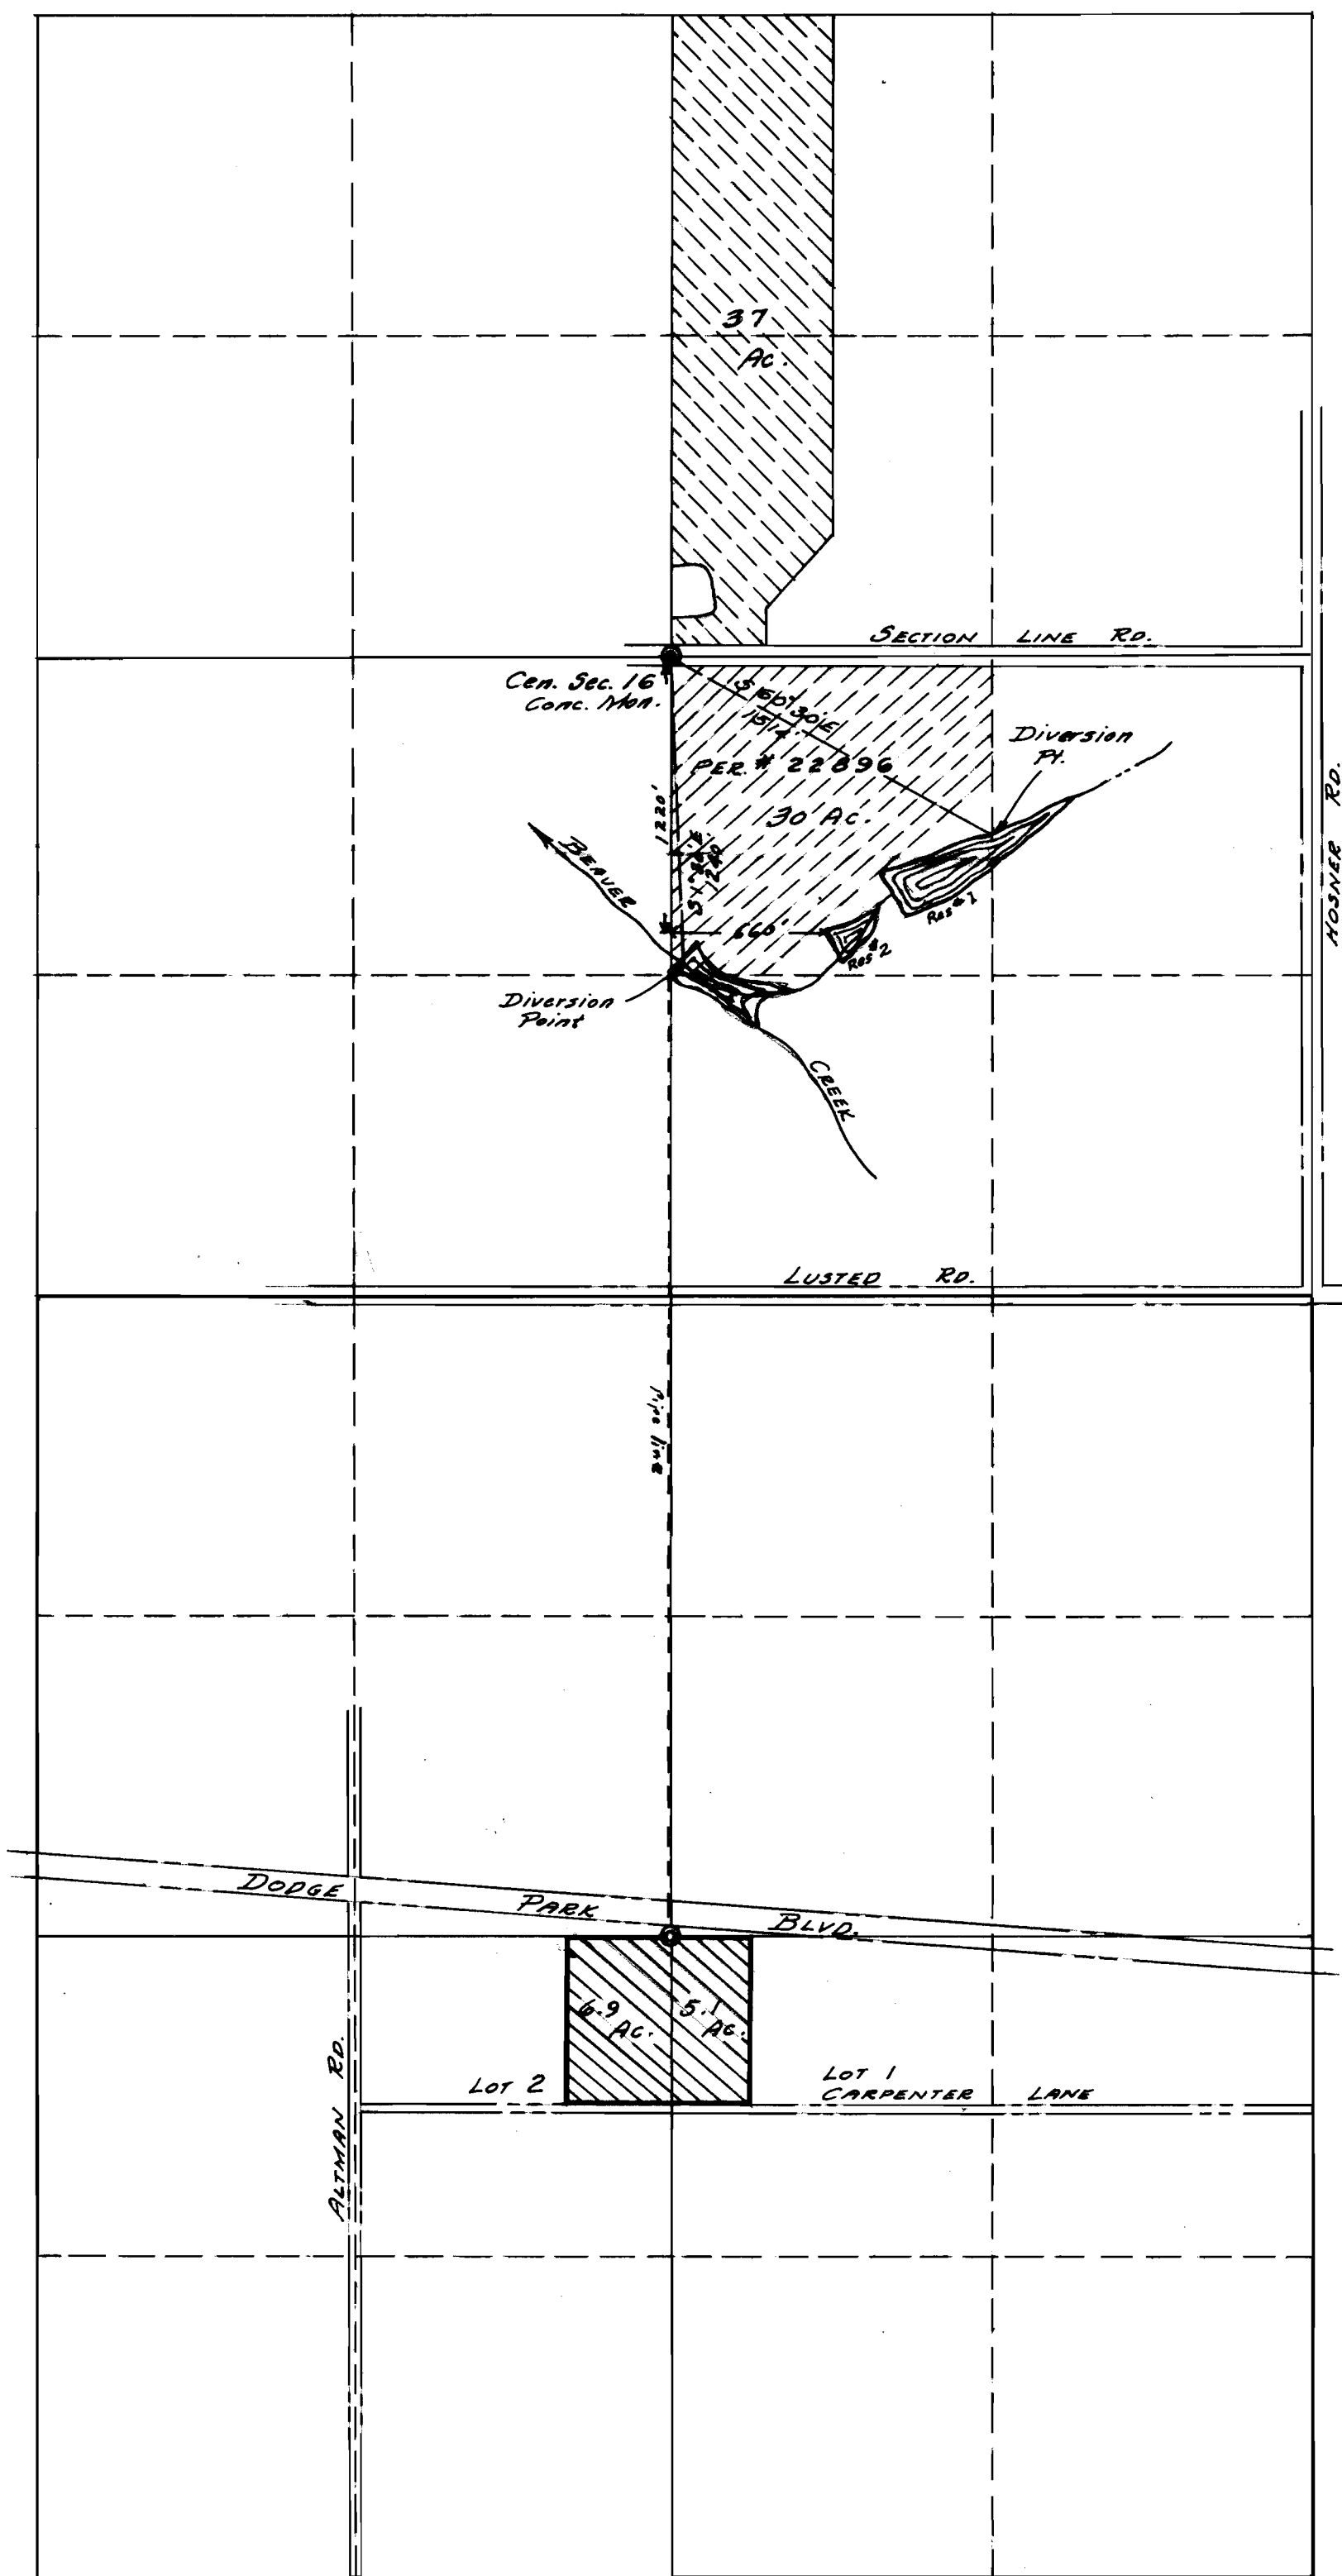 37
Ac.
SECTION LINE RD.
Cen. Sec. 16
Conc. Mon.
S 60° 30' E
1514'
Diversion
Pt.
PER. # 22896
30 Ac.
1220'
1240
BEAVER
660'
Res #1
Res #2
HOSNER RD.
Diversion
Point
CREEK
LUSTED RD.
Pipe line
DODGE PARK BLVD.
6.9
AC.
5.1
AC.
ALTMAN RD.
LOT 2
LOT 1
CARPENTER LANE